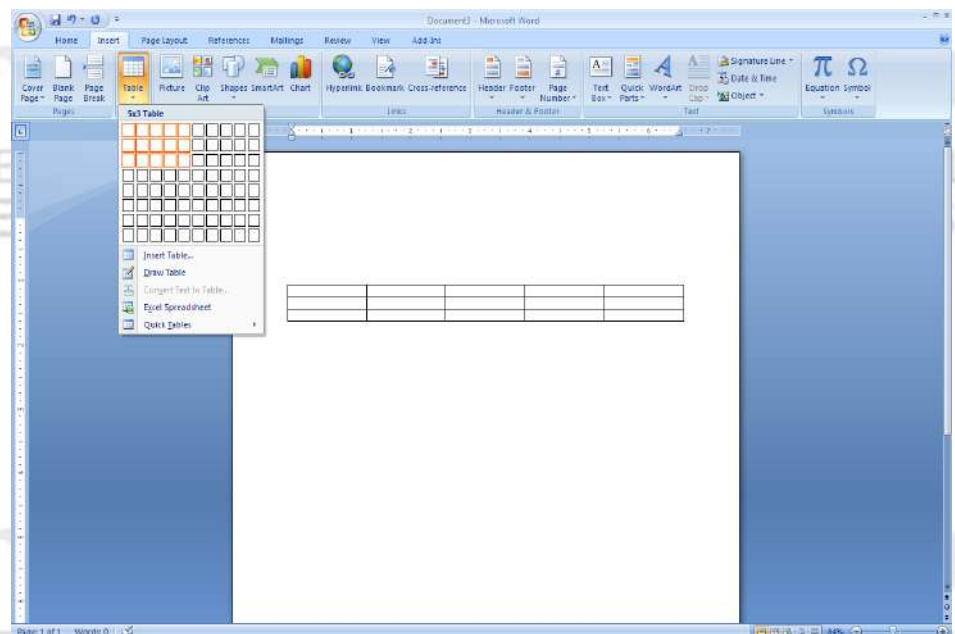 Document3 - Microsoft Word
Home Insert Page Layout References Mailings Review View Add-Ins
Cover Page Blank Page Page Break Table Picture Clip Art Shapes SmartArt Chart Hyperlink Bookmark Cross-reference Header Footer Page Number Text Box Quick Parts WordArt Drop Cap Signature Line Date & Time Object Equation Symbol
Pages Links Header & Footer Text Symbols
5x3 Table
Insert Table...
Draw Table
Convert Text to Table...
Excel Spreadsheet
Quick Tables
Page: 1 of 1 Words: 0